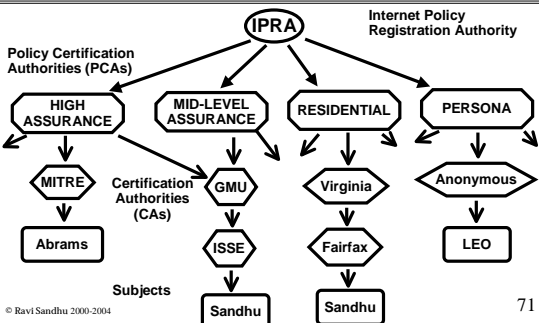 IPRA
Internet Policy
Registration Authority
Policy Certification
Authorities (PCAs)
HIGH
ASSURANCE
MID-LEVEL
ASSURANCE
RESIDENTIAL
PERSONA
MITRE
Certification
Authorities
(CAs)
GMU
Virginia
Anonymous
Abrams
ISSE
Fairfax
LEO
Subjects
Sandhu
Sandhu
© Ravi Sandhu 2000-2004
71